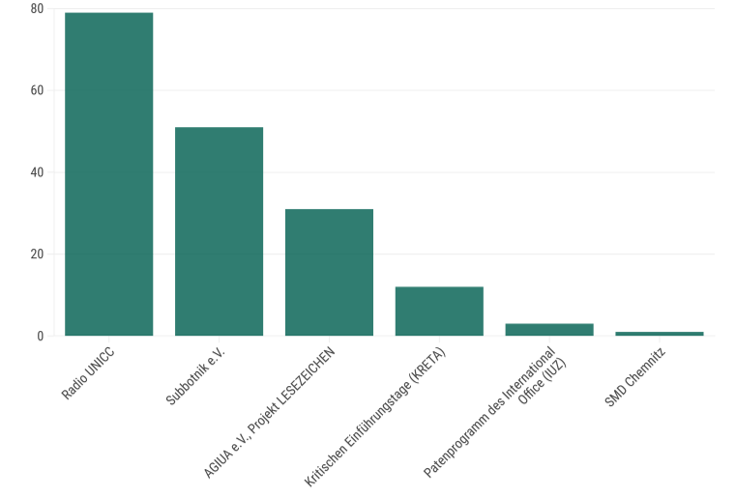 80
60
40
20
0
Radio UNICC
Subbotnik e.V.
AGIUA e.V., Projekt LESEZEICHEN
Kritischen Einführungstage (KRETA)
Patenprogramm des International
Office (IUZ)
SMD Chemnitz